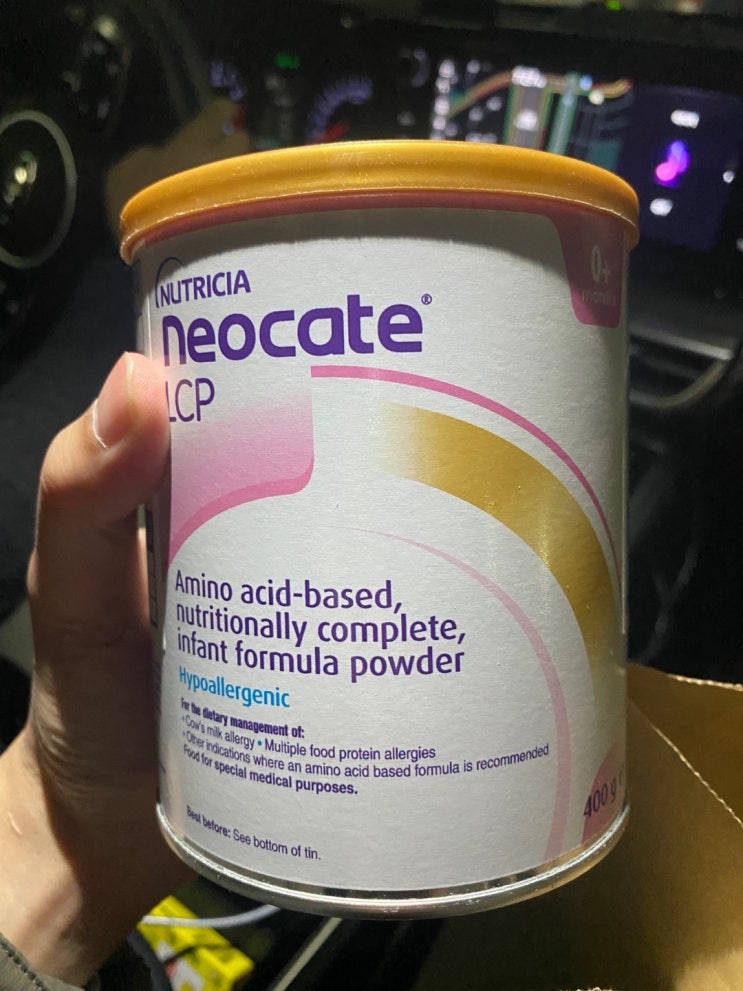 NUTRICIA
neocate®
LCP
0+
months
Amino acid-based,
nutritionally complete,
infant formula powder
Hypoallergenic
For the dietary management of:
• Cow's milk allergy • Multiple food protein allergies
• Other indications where an amino acid based formula is recommended
Food for special medical purposes.
400 g
Best before: See bottom of tin.